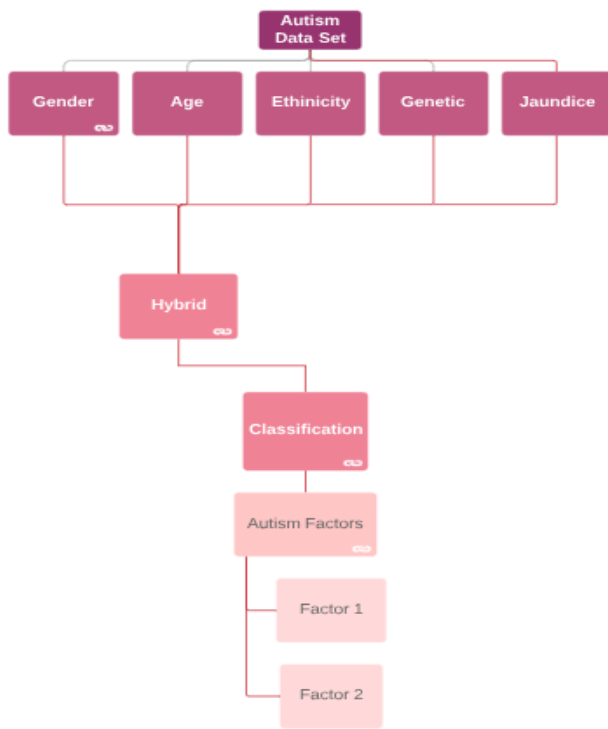 Autism
Data Set
Gender
Age
Ethinicity
Genetic
Jaundice
Hybrid
Classification
Autism Factors
Factor 1
Factor 2